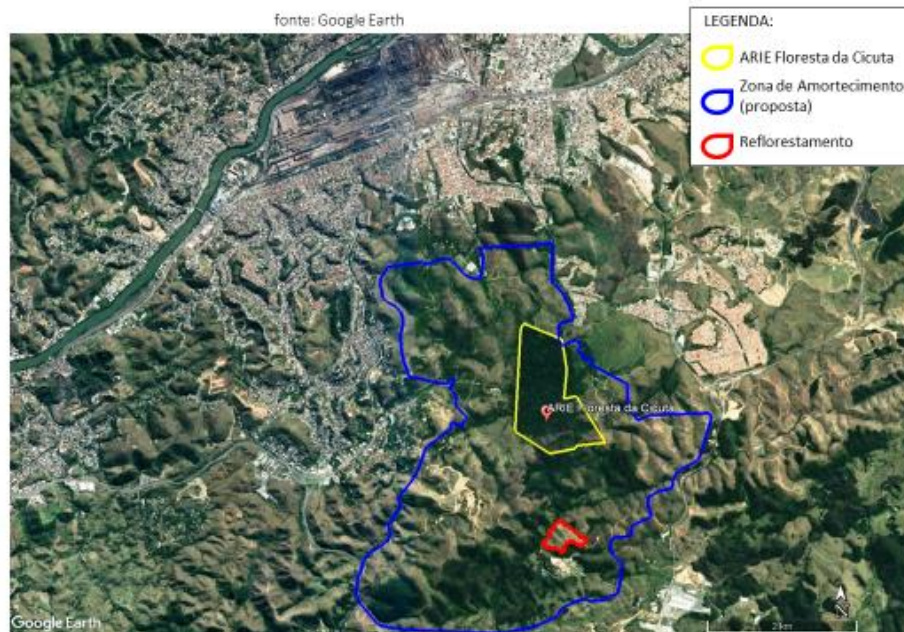 fonte: Google Earth
LEGENDA:
ARIE Floresta da Cicuta
Zona de Amortecimento
(proposta)
Reflorestamento
ARIE Floresta da Cicuta
Google Earth
N